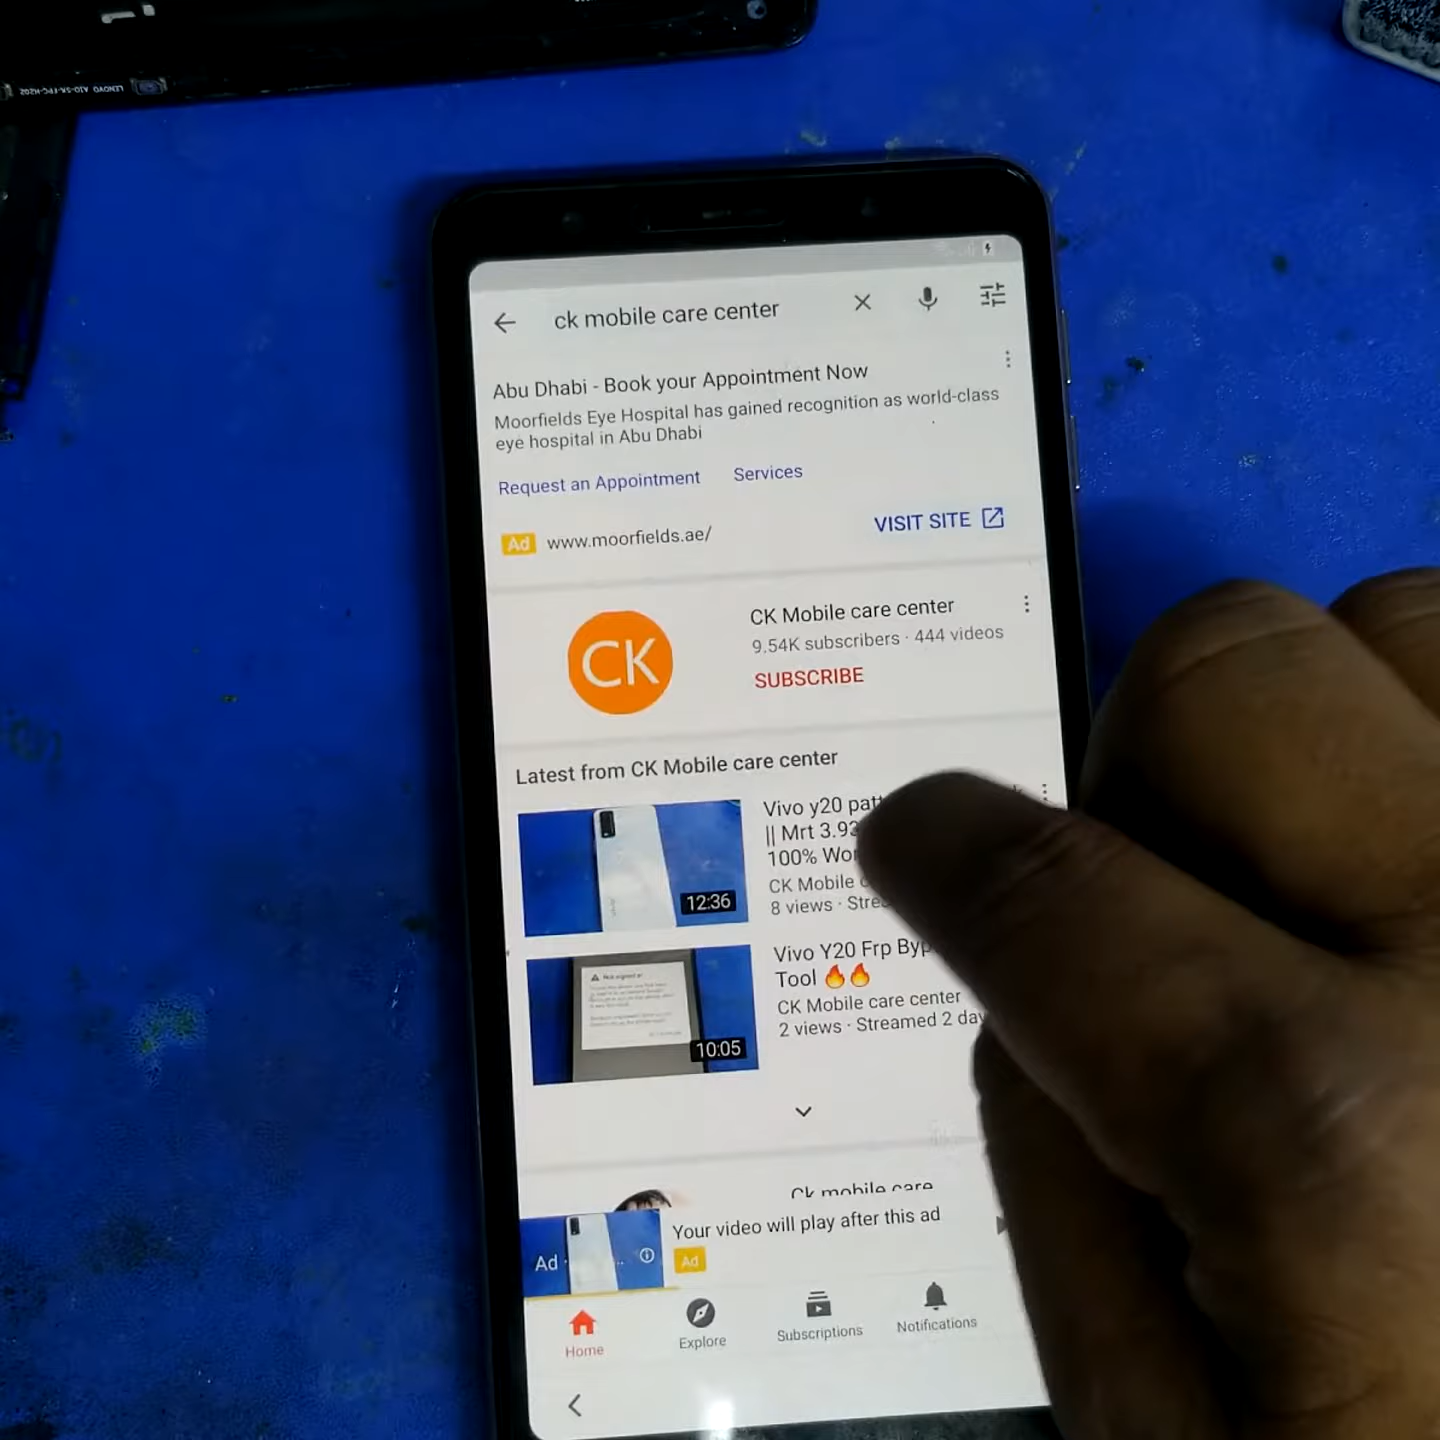 ck mobile care center
Abu Dhabi - Book your Appointment Now
Moorfields Eye Hospital has gained recognition as world-class
eye hospital in Abu Dhabi
Request an Appointment Services
Ad www.moorfields.ae/ VISIT SITE
CK
CK Mobile care center
9.54K subscribers · 444 videos
SUBSCRIBE
Latest from CK Mobile care center
Vivo y20
|| Mrt
100%
CK Mobile
8 views ·
12:36
Vivo Y20 Frp
Tool 🔥🔥
CK Mobile care center
2 views · Streamed 2
10:05
Ck mobile care
Your video will play after this ad
Ad
Ad
Home
Explore
Subscriptions
Notifications